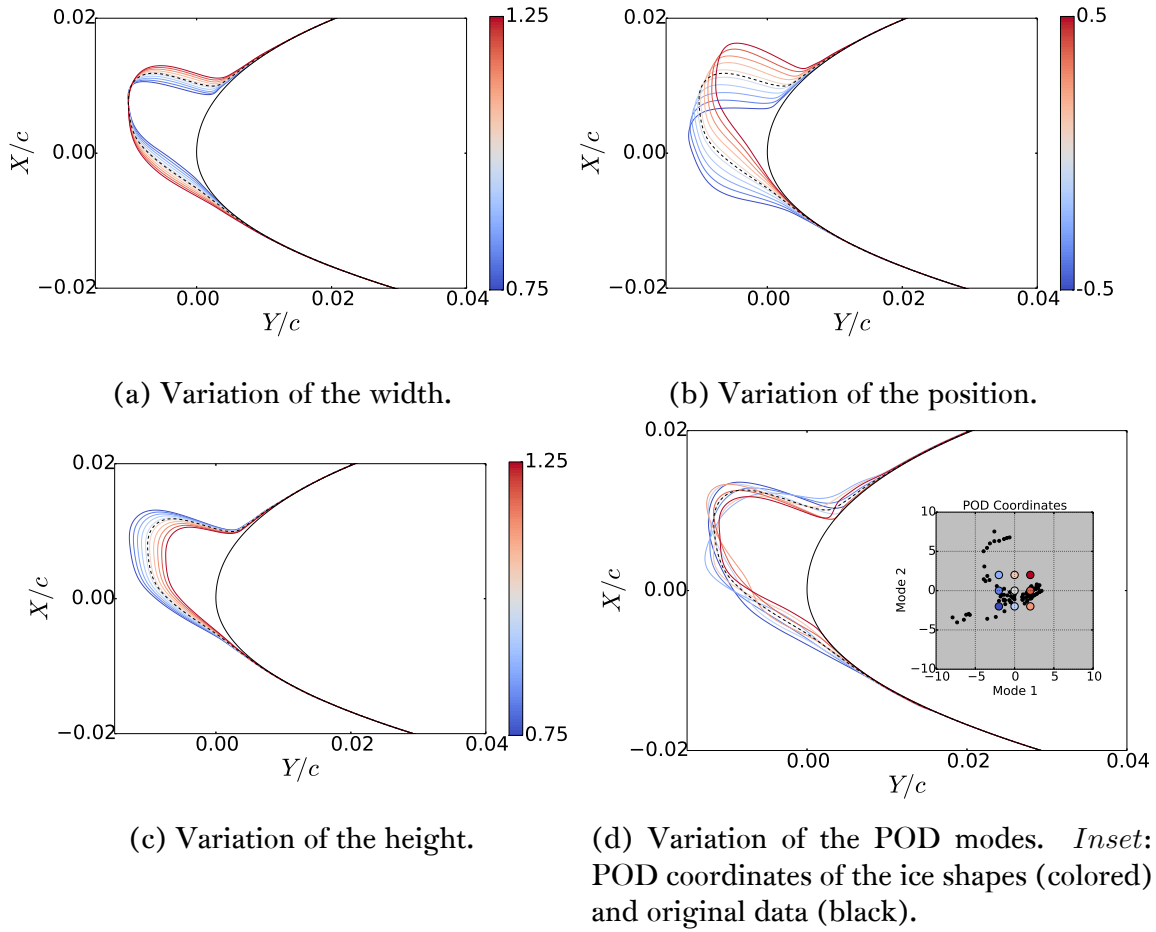 0.02
0.00
−0.02
X/c
0.00
0.02
0.04
Y/c
1.25
0.75
(a) Variation of the width.
0.02
0.00
−0.02
X/c
0.00
0.02
0.04
Y/c
0.5
-0.5
(b) Variation of the position.
0.02
0.00
−0.02
X/c
0.00
0.02
0.04
Y/c
1.25
0.75
(c) Variation of the height.
0.02
0.00
−0.02
X/c
0.00
0.02
0.04
Y/c
POD Coordinates
10
5
0
−5
−10
Mode 2
−10
−5
0
5
10
Mode 1
(d) Variation of the POD modes. Inset:
POD coordinates of the ice shapes (colored)
and original data (black).